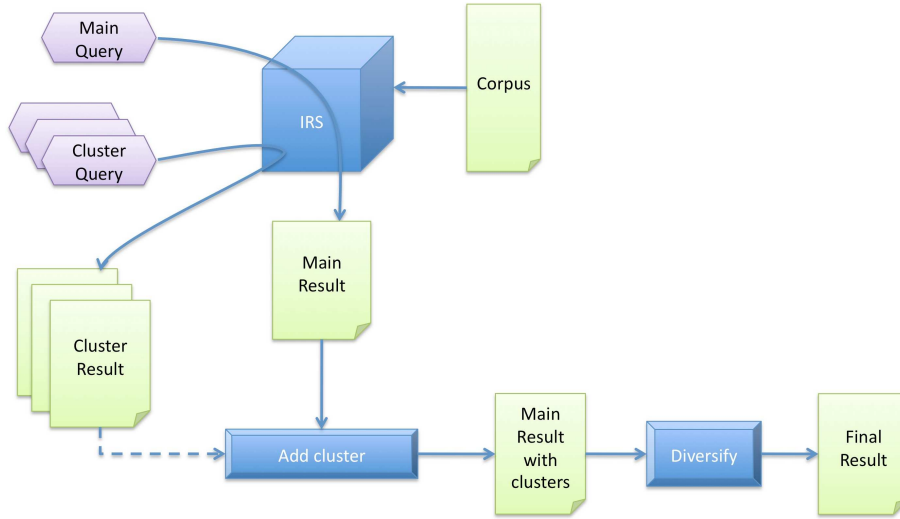 Main
Query
IRS
Corpus
Cluster
Query
Main
Result
Cluster
Result
Add cluster
Main
Result
with
clusters
Diversify
Final
Result